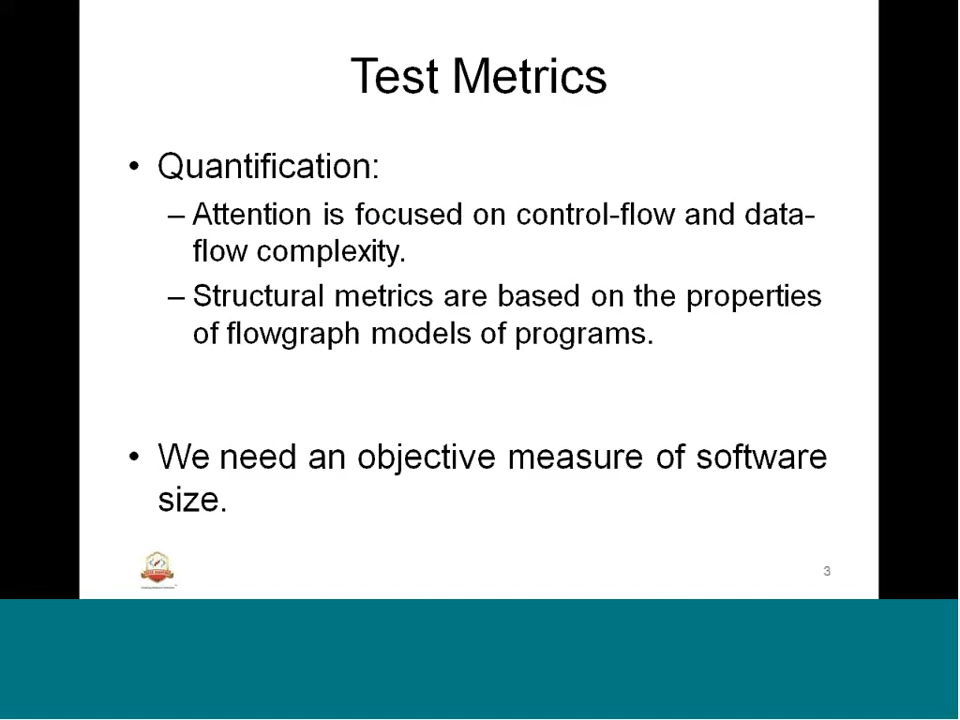 Test Metrics
• Quantification:
– Attention is focused on control-flow and data-
flow complexity.
– Structural metrics are based on the properties
of flowgraph models of programs.
• We need an objective measure of software
size.
3